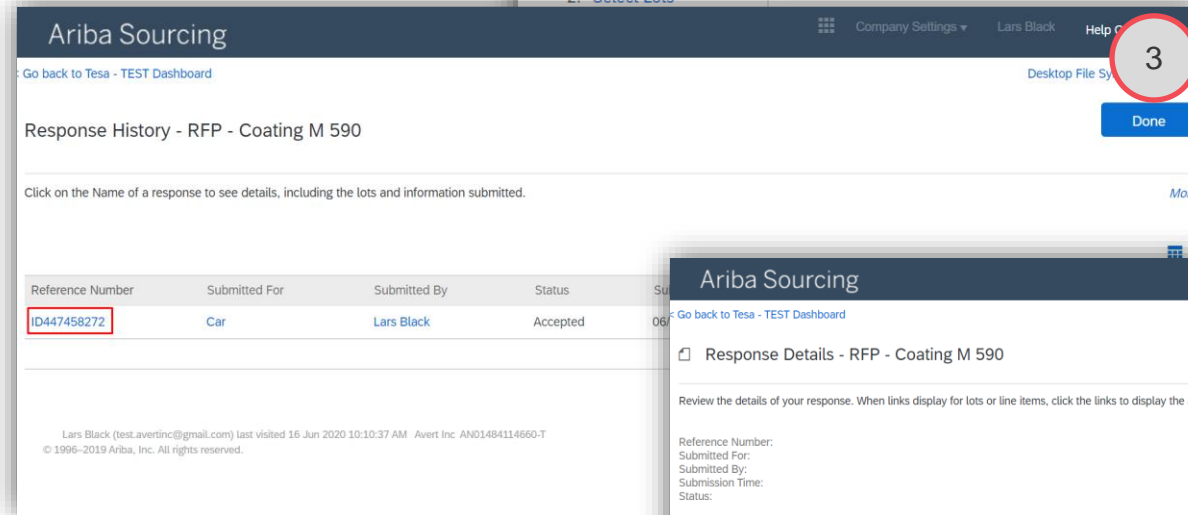 2. Select Lots
Ariba Sourcing
Company Settings ▾ Lars Black Help
Go back to Tesa - TEST Dashboard
Desktop File
3
Response History - RFP - Coating M 590
Done
Click on the Name of a response to see details, including the lots and information submitted.
Reference Number Submitted For Submitted By Status
ID447458272 Car Lars Black Accepted 06/
Lars Black (test.avertinc@gmail.com) last visited 16 Jun 2020 10:10:37 AM Avert Inc AN01484114660-T
© 1996–2019 Ariba, Inc. All rights reserved.
Ariba Sourcing
Go back to Tesa - TEST Dashboard
Response Details - RFP - Coating M 590
Review the details of your response. When links display for lots or line items, click the links to display the
Reference Number:
Submitted For:
Submitted By:
Submission Time:
Status: